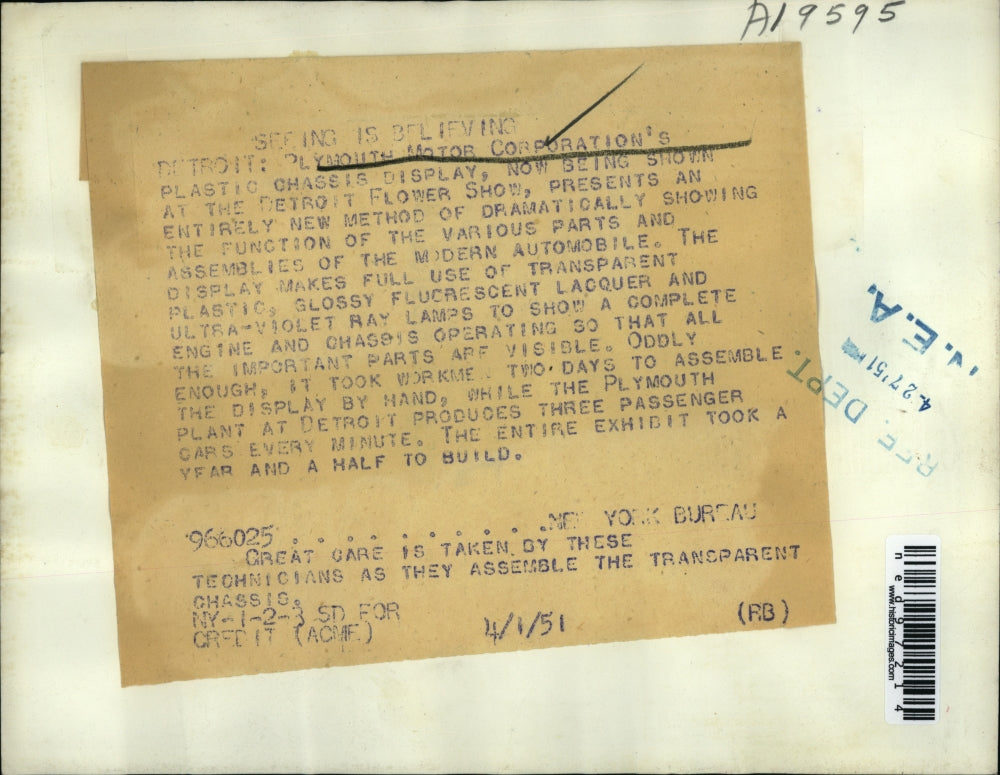 A19595
SEEING IS BELIEVING
DETROIT: PLYMOUTH MOTOR CORPORATION'S
PLASTIC CHASSIS DISPLAY, NOW BEING SHOWN
AT THE DETROIT FLOWER SHOW, PRESENTS AN
ENTIRELY NEW METHOD OF DRAMATICALLY SHOWING
THE FUNCTION OF THE VARIOUS PARTS AND
ASSEMBLIES OF THE MODERN AUTOMOBILE. THE
DISPLAY MAKES FULL USE OF TRANSPARENT
PLASTIC, GLOSSY FLUORESCENT LACQUER AND
ULTRA-VIOLET RAY LAMPS TO SHOW A COMPLETE
ENGINE AND CHASSIS OPERATING SO THAT ALL
THE IMPORTANT PARTS ARE VISIBLE. ODDLY
ENOUGH, IT TOOK WORKME TWO DAYS TO ASSEMBLE
THE DISPLAY BY HAND, WHILE THE PLYMOUTH
PLANT AT DETROIT PRODUCES THREE PASSENGER
CARS EVERY MINUTE. THE ENTIRE EXHIBIT TOOK A
YEAR AND A HALF TO BUILD.
966025 . . . . . . . . . NEW YORK BUREAU
GREAT CARE IS TAKEN BY THESE
TECHNICIANS AS THEY ASSEMBLE THE TRANSPARENT
CHASSIS.
NY-1-2-3 SD FOR
CREDIT (ACME) 4/1/51 (RB)
N.E.A.
4-27/51
REF. DEPT.
ned97214
www.historicimages.com